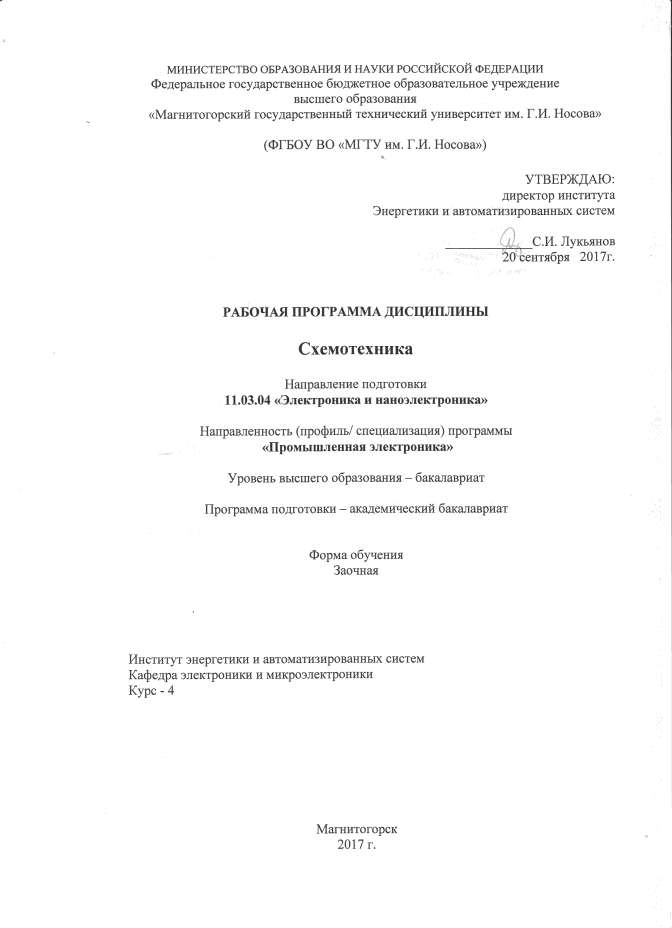 МИНИСТЕРСТВО ОБРАЗОВАНИЯ И НАУКИ РОССИЙСКОЙ ФЕДЕРАЦИИ
Федеральное государственное бюджетное образовательное учреждение
высшего образования
«Магнитогорский государственный технический университет им. Г.И. Носова»
(ФГБОУ ВО «МГТУ им. Г.И. Носова»)
УТВЕРЖДАЮ:
директор института
Энергетики и автоматизированных систем
_____________С.И. Лукьянов
20 сентября 2017г.
РАБОЧАЯ ПРОГРАММА ДИСЦИПЛИНЫ
Схемотехника
Направление подготовки
11.03.04 «Электроника и наноэлектроника»
Направленность (профиль/ специализация) программы
«Промышленная электроника»
Уровень высшего образования – бакалавриат
Программа подготовки – академический бакалавриат
Форма обучения
Заочная
Институт энергетики и автоматизированных систем
Кафедра электроники и микроэлектроники
Курс - 4
Магнитогорск
2017 г.